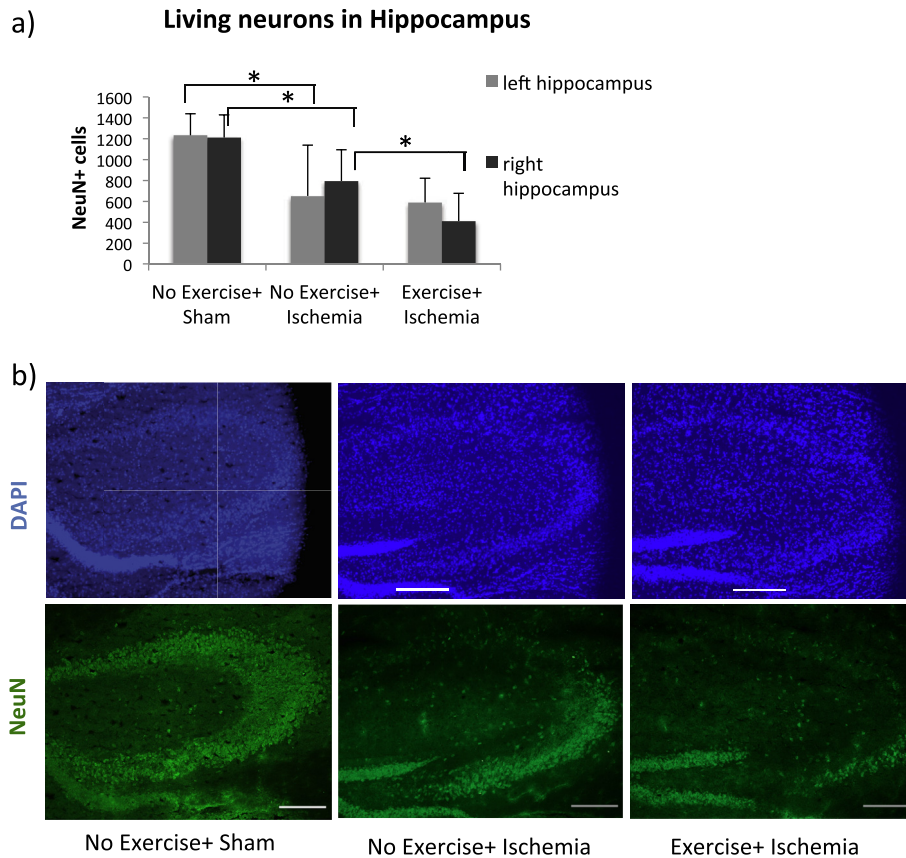 a)
Living neurons in Hippocampus
left hippocampus
right
hippocampus
*
*
*
NeuN+ cells
1600
1400
1200
1000
800
600
400
200
0
No Exercise+
Sham
No Exercise+
Ischemia
Exercise+
Ischemia
b)
DAPI
NeuN
No Exercise+ Sham
No Exercise+ Ischemia
Exercise+ Ischemia